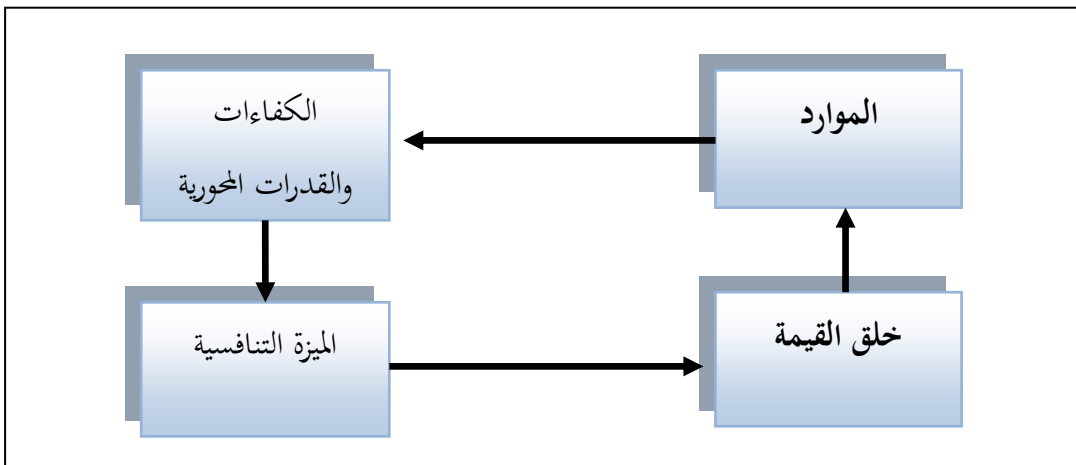 الموارد
الكفاءات
والقدرات المحورية
الميزة التنافسية
خلق القيمة